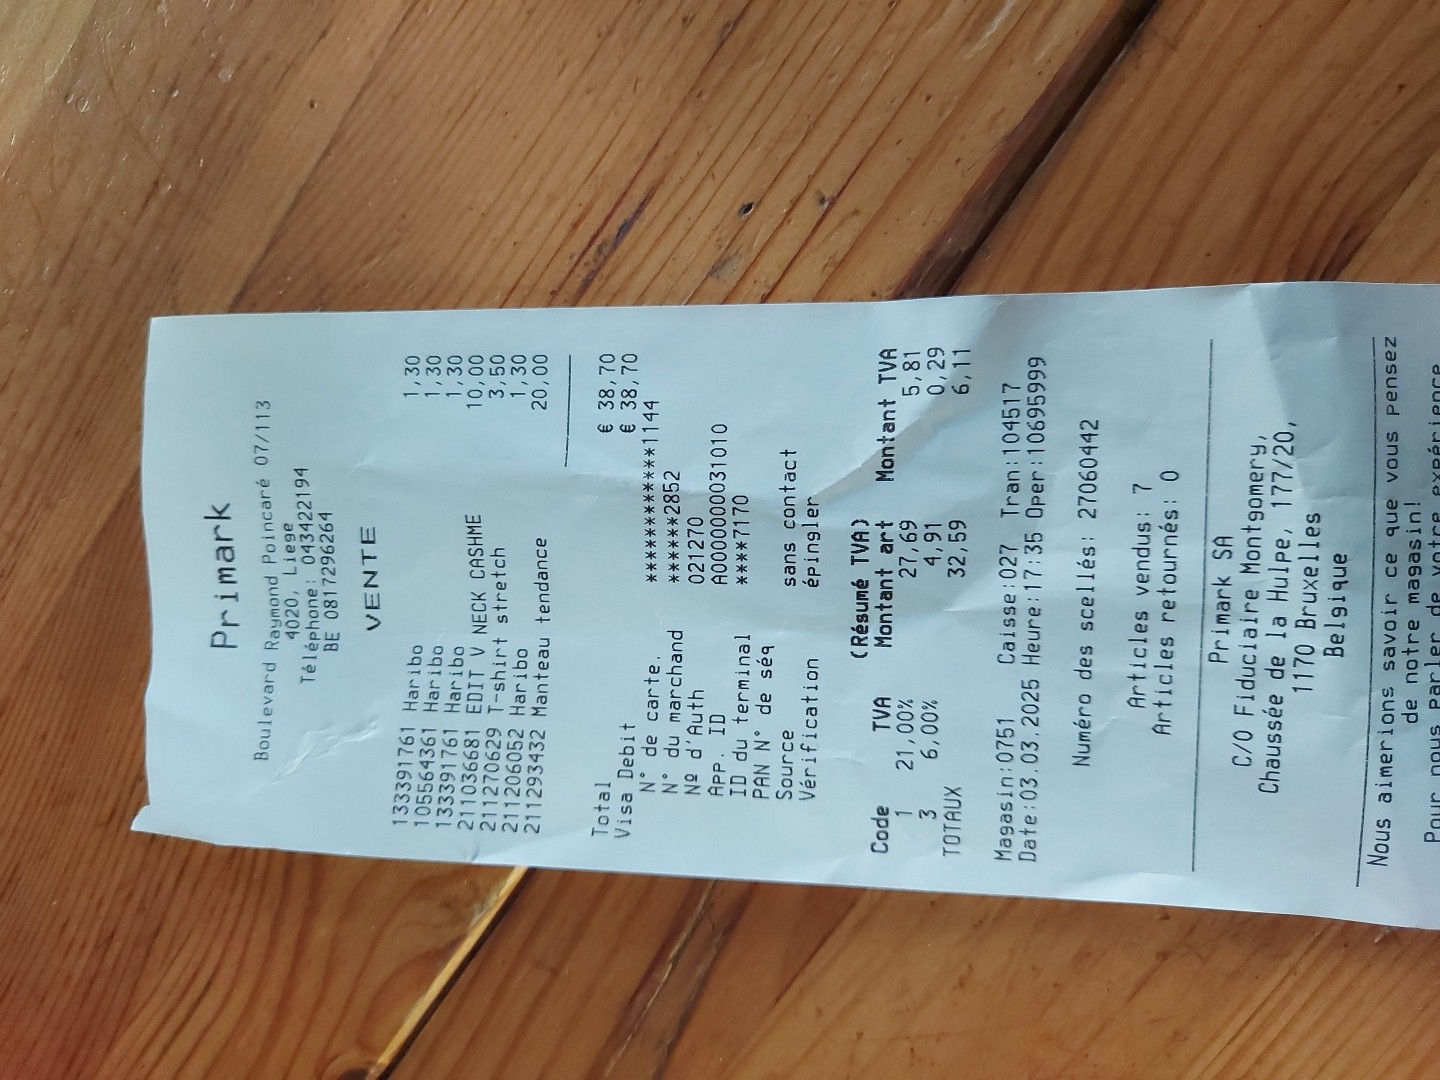 Primark
Boulevard Raymond Poincaré 07/113
4020, Liege
Téléphone: 043422194
BE 0817296264
VENTE
133391761 Haribo 1,30
105564361 Haribo 1,30
133391761 Haribo 1,30
211036681 EDIT V NECK CASHME 10,00
211270629 T-shirt stretch 3,50
211206052 Haribo 1,30
211293432 Manteau tendance 20,00
Total € 38,70
Visa Debit € 38,70
N° de carte. ************1144
N° du marchand ******2852
Nº d'Auth 021270
App. ID A0000000031010
ID du terminal ****7170
PAN N° de séq
Source sans contact
Vérification épingler
(Résumé TVA)
Code TVA Montant art Montant TVA
1 21,00% 27,69 5,81
3 6,00% 4,91 0,29
TOTAUX 32,59 6,11
Magasin:0751 Caisse:027 Tran:104517
Date:03.03.2025 Heure:17:35 Oper:10695999
Numéro des scellés: 27060442
Articles vendus: 7
Articles retournés: 0
Primark SA
C/O Fiduciaire Montgomery,
Chaussée de la Hulpe, 177/20,
1170 Bruxelles
Belgique
Nous aimerions savoir ce que vous pensez
de notre magasin!
Pour nous parler de votre expérience